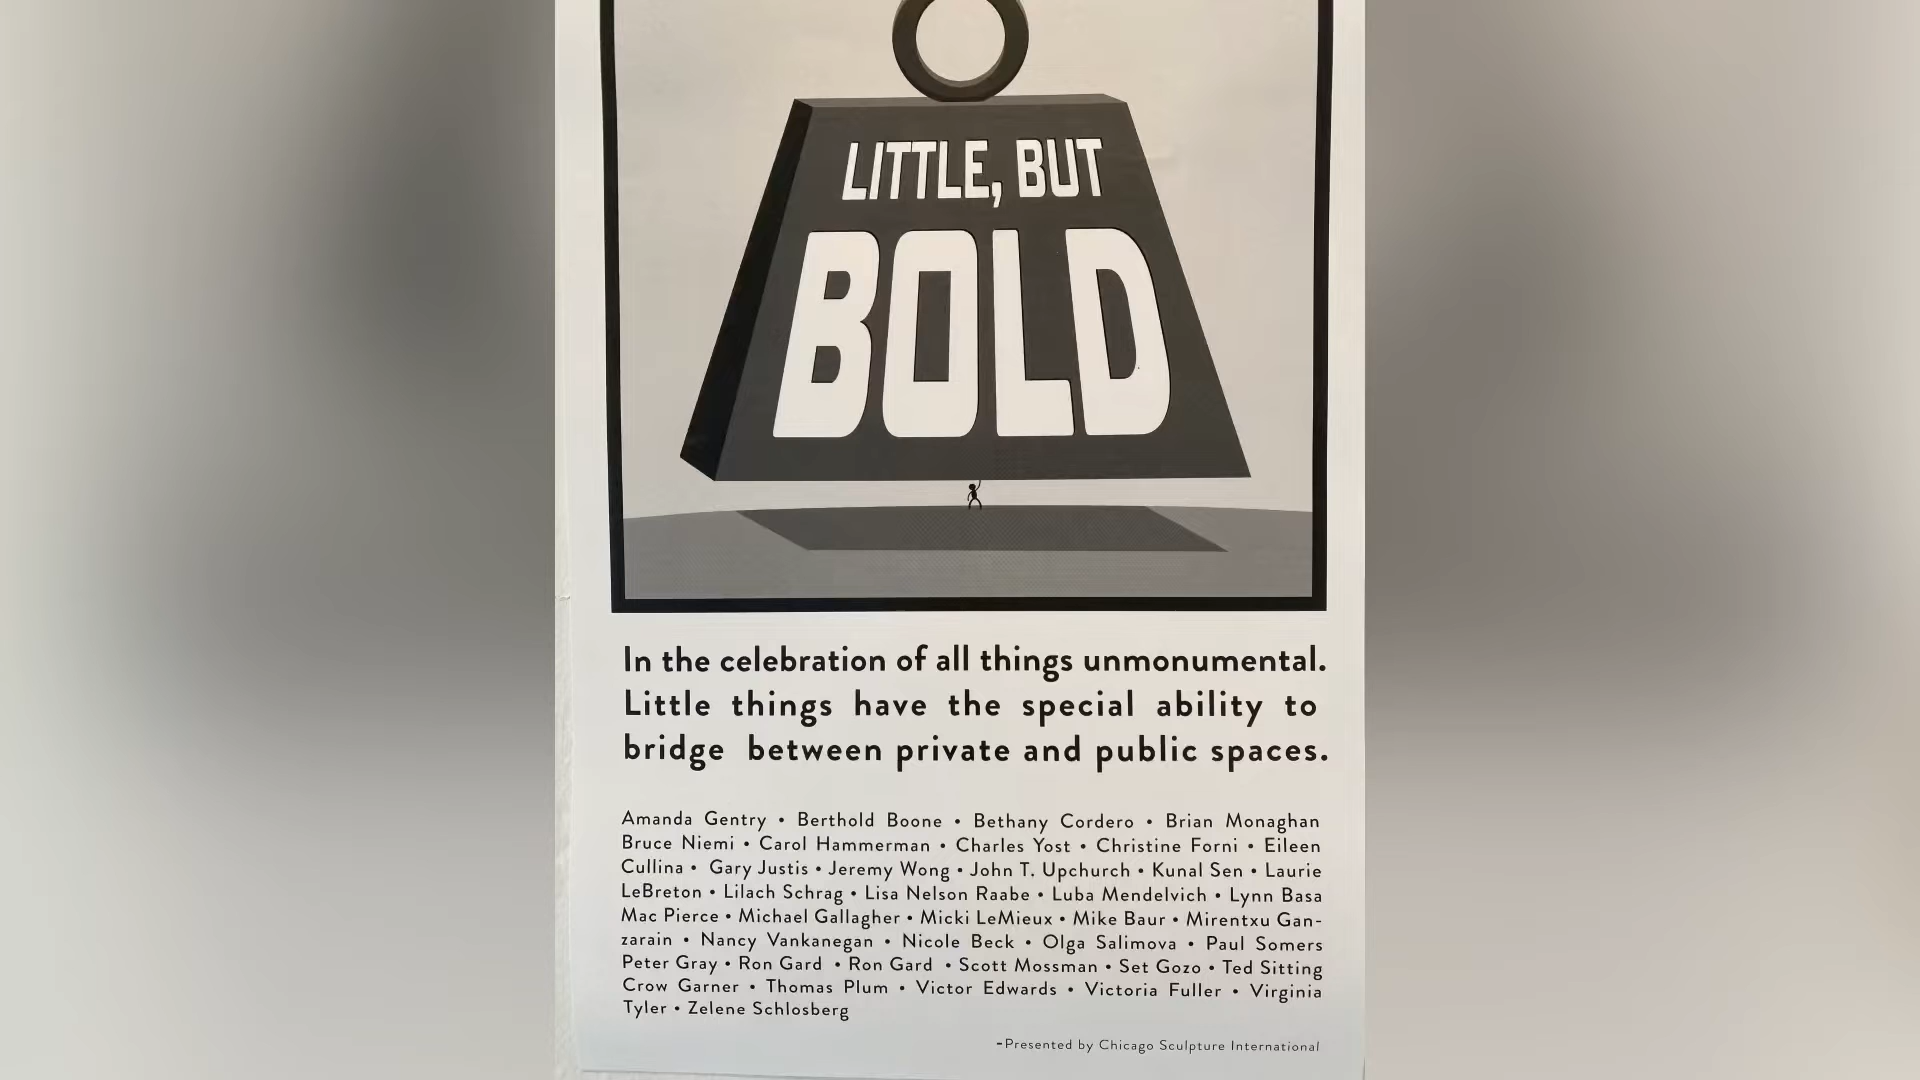 LITTLE, BUT
BOLD
In the celebration of all things unmonumental.
Little things have the special ability to
bridge between private and public spaces.
Amanda Gentry • Berthold Boone • Bethany Cordero • Brian Monaghan
Bruce Niemi • Carol Hammerman • Charles Yost • Christine Forni • Eileen
Cullina • Gary Justis • Jeremy Wong • John T. Upchurch • Kunal Sen • Laurie
LeBreton • Lilach Schrag • Lisa Nelson Raabe • Luba Mendelvich • Lynn Basa
Mac Pierce • Michael Gallagher • Micki LeMieux • Mike Baur • Mirentxu Gan-
zarain • Nancy Vankanegan • Nicole Beck • Olga Salimova • Paul Somers
Peter Gray • Ron Gard • Ron Gard • Scott Mossman • Set Gozo • Ted Sitting
Crow Garner • Thomas Plum • Victor Edwards • Victoria Fuller • Virginia
Tyler • Zelene Schlosberg
-Presented by Chicago Sculpture International